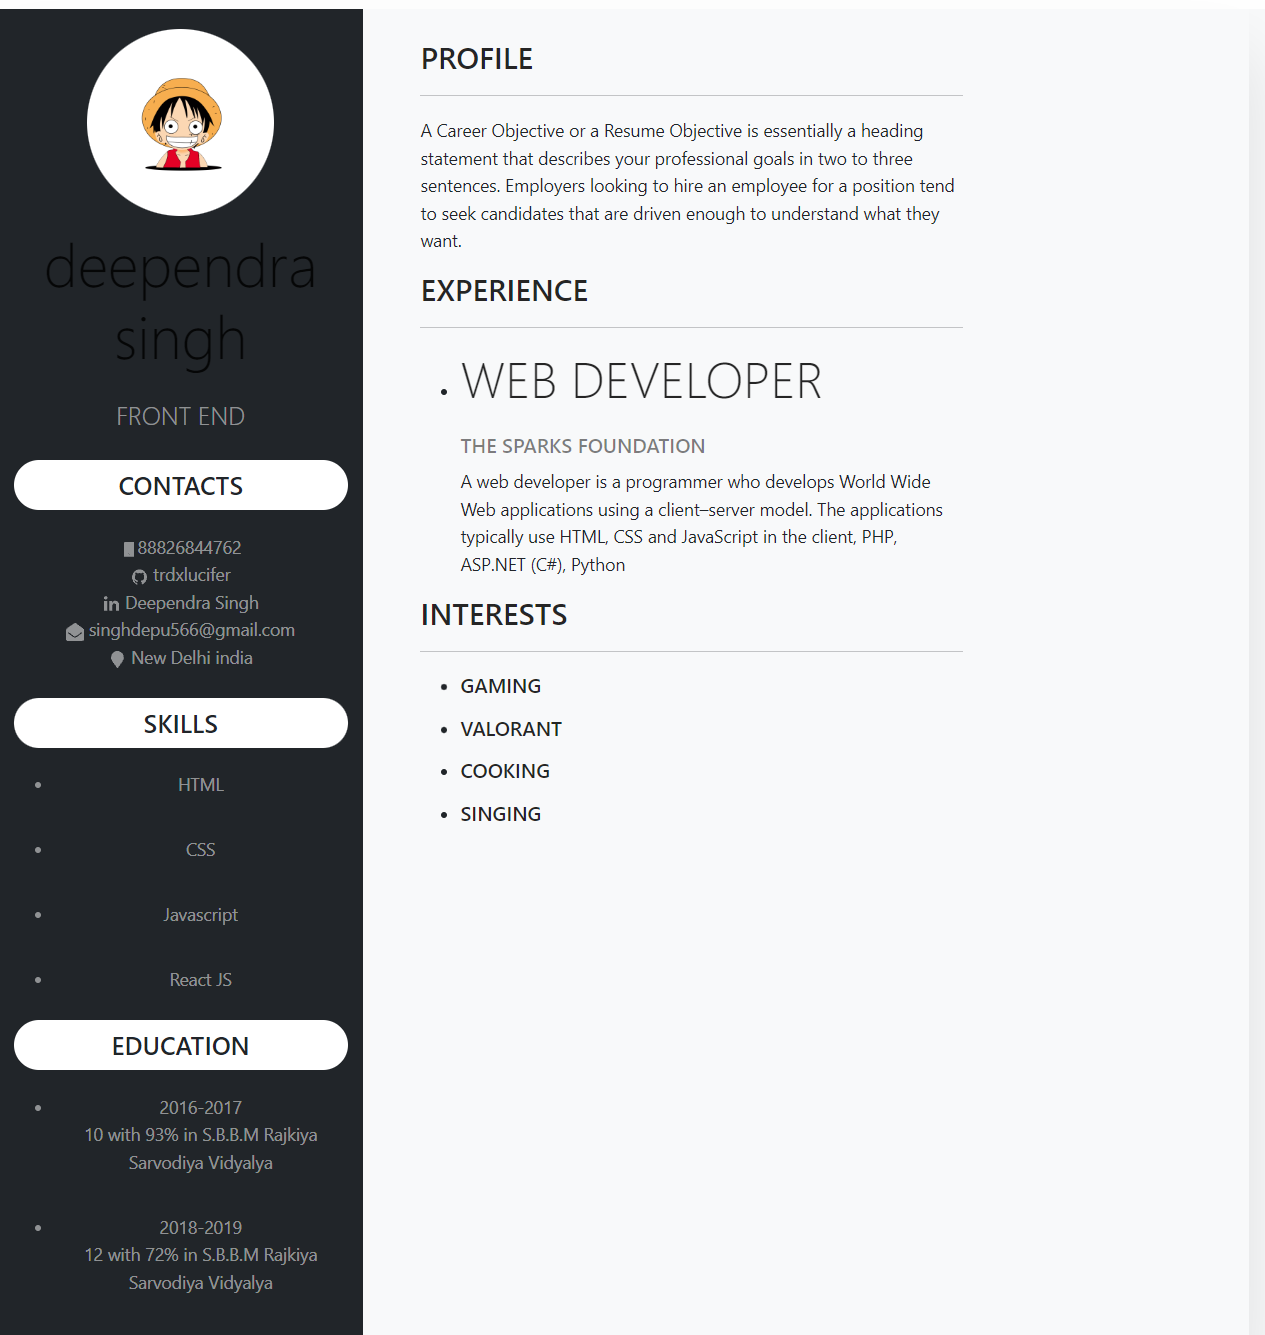 deependra
singh
FRONT END
CONTACTS
88826844762
trdxlucifer
in Deependra Singh
singhdepu566@gmail.com
New Delhi india
SKILLS
• HTML
• CSS
• Javascript
• React JS
EDUCATION
• 2016-2017
10 with 93% in S.B.B.M Rajkiya
Sarvodiya Vidyalya
• 2018-2019
12 with 72% in S.B.B.M Rajkiya
Sarvodiya Vidyalya
PROFILE
A Career Objective or a Resume Objective is essentially a heading
statement that describes your professional goals in two to three
sentences. Employers looking to hire an employee for a position tend
to seek candidates that are driven enough to understand what they
want.
EXPERIENCE
• WEB DEVELOPER
THE SPARKS FOUNDATION
A web developer is a programmer who develops World Wide
Web applications using a client–server model. The applications
typically use HTML, CSS and JavaScript in the client, PHP,
ASP.NET (C#), Python
INTERESTS
• GAMING
• VALORANT
• COOKING
• SINGING